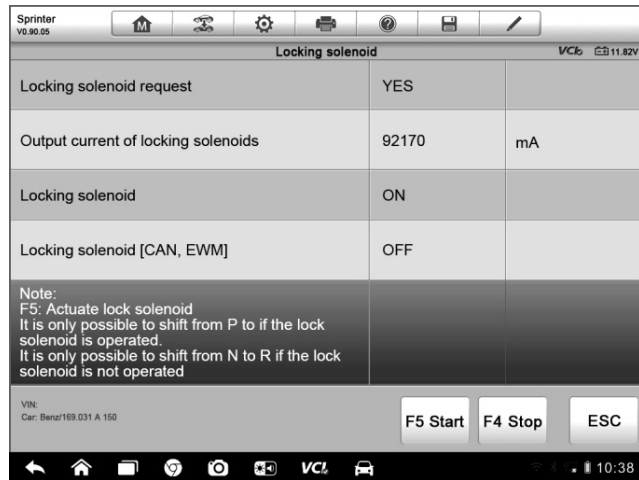 Sprinter
V0.90.05
Locking solenoid
VCI
11.82V
Locking solenoid request YES
Output current of locking solenoids 92170 mA
Locking solenoid ON
Locking solenoid [CAN, EWM] OFF
Note:
F5: Actuate lock solenoid
It is only possible to shift from P to if the lock
solenoid is operated.
It is only possible to shift from N to R if the lock
solenoid is not operated
VIN:
Car: Benz/169.031 A 150
F5 Start F4 Stop ESC
VCI 10:38